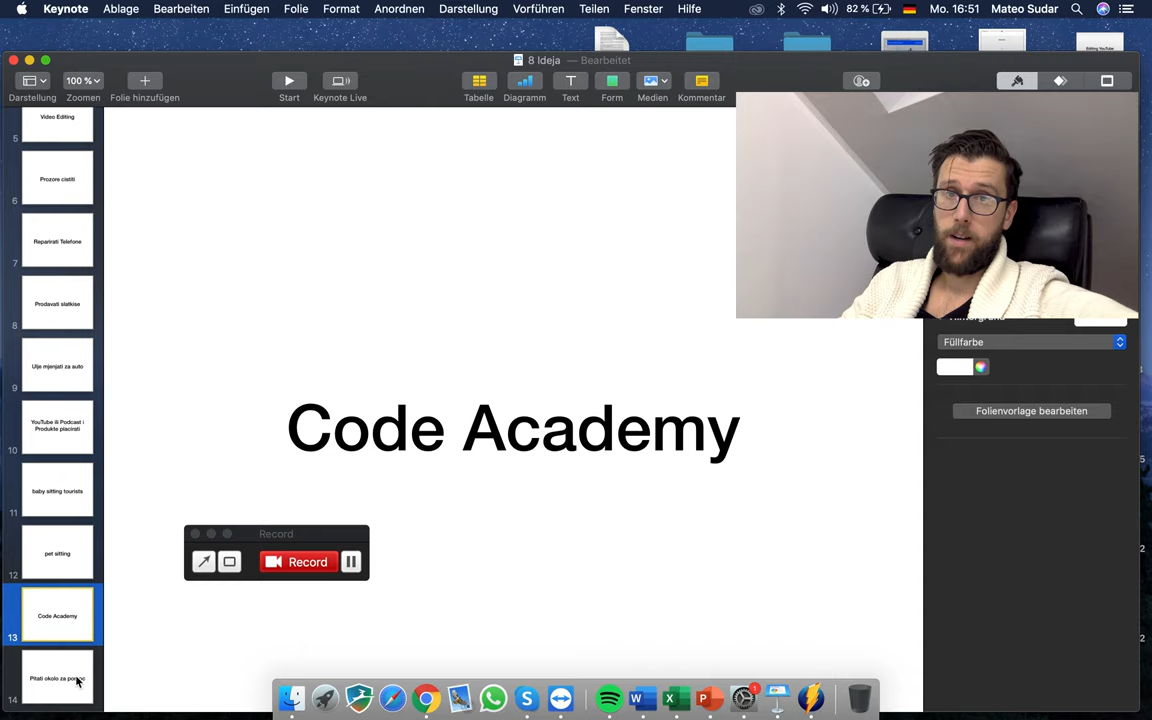 Keynote Ablage Bearbeiten Einfügen Folie Format Anordnen Darstellung Vorführen Teilen Fenster Hilfe 82 % Mo. 16:51 Mateo Sudar
8 Ideja — Bearbeitet
100 %
Darstellung Zoomen Folie hinzufügen Start Keynote Live Tabelle Diagramm Text Form Medien Kommentar
Video Editing
5
Prozore cistiti
6
Reparirati Telefone
7
Prodavati slatkise
8
Ulje mjenjati za auto
9
YouTube ili Podcast i
Produkte placirati
10
baby sitting tourists
11
pet sitting
12
Code Academy
13
Pitati okolo za
14
Code Academy
Record
Record
Füllfarbe
Folienvorlage bearbeiten